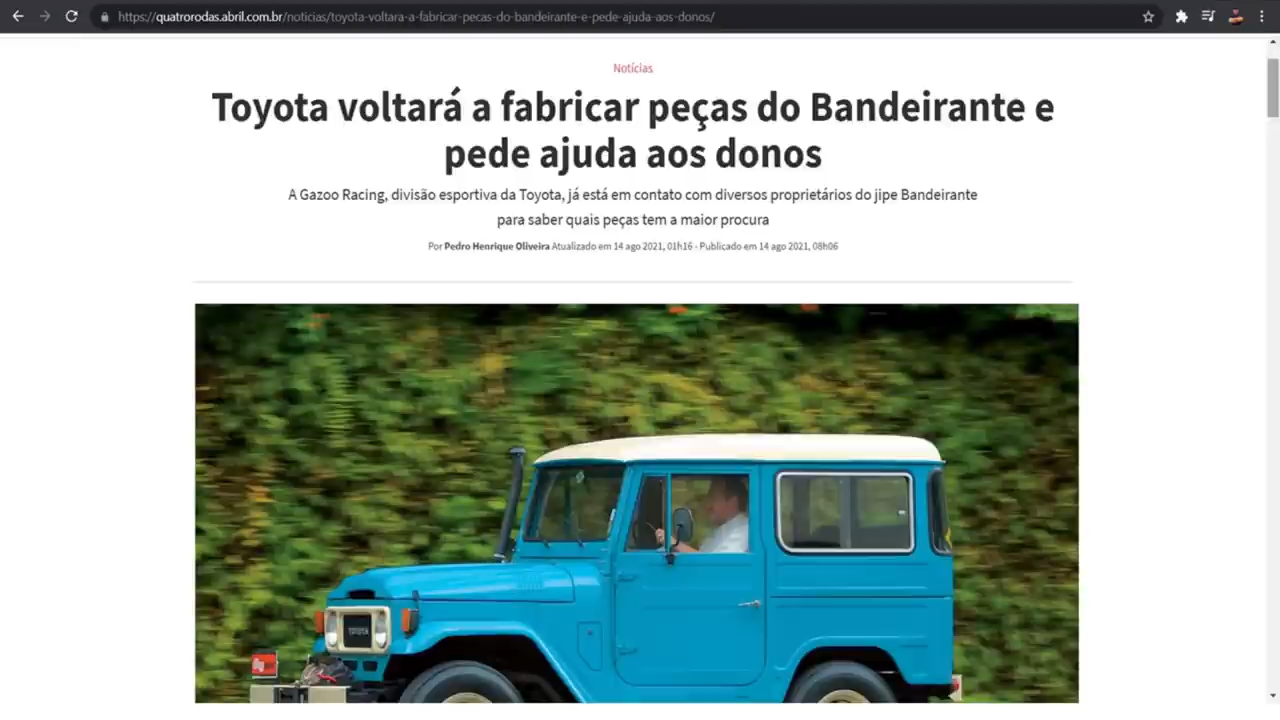 https://quatrorodas.abril.com.br/noticias/toyota-voltara-a-fabricar-pecas-do-bandeirante-e-pede-ajuda-aos-donos/
Notícias
Toyota voltará a fabricar peças do Bandeirante e
pede ajuda aos donos
A Gazoo Racing, divisão esportiva da Toyota, já está em contato com diversos proprietários do jipe Bandeirante
para saber quais peças tem a maior procura
Por Pedro Henrique Oliveira Atualizado em 14 ago 2021, 01h16 - Publicado em 14 ago 2021, 08h06
TOYOTA